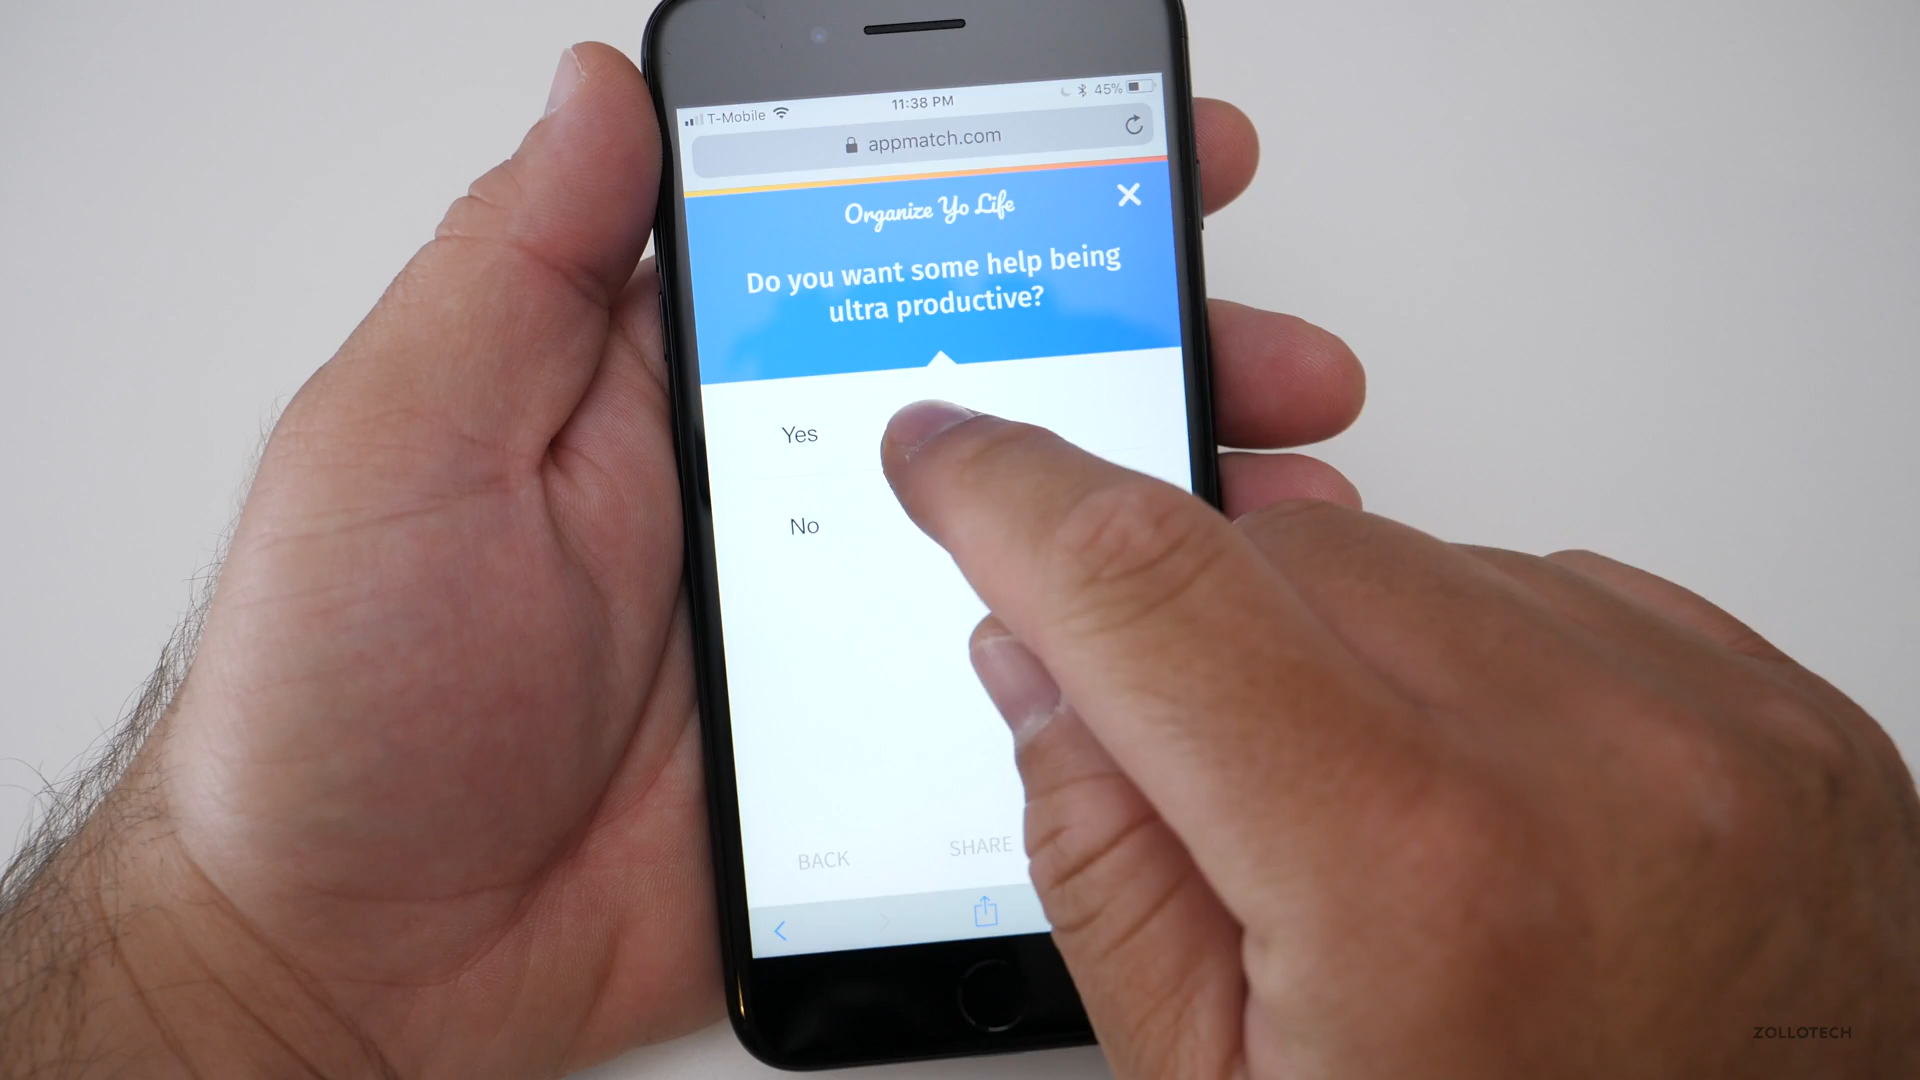 T-Mobile
11:38 PM
45%
appmatch.com
Organize Yo Life
Do you want some help being
ultra productive?
Yes
No
BACK
SHARE
ZOLLOTECH